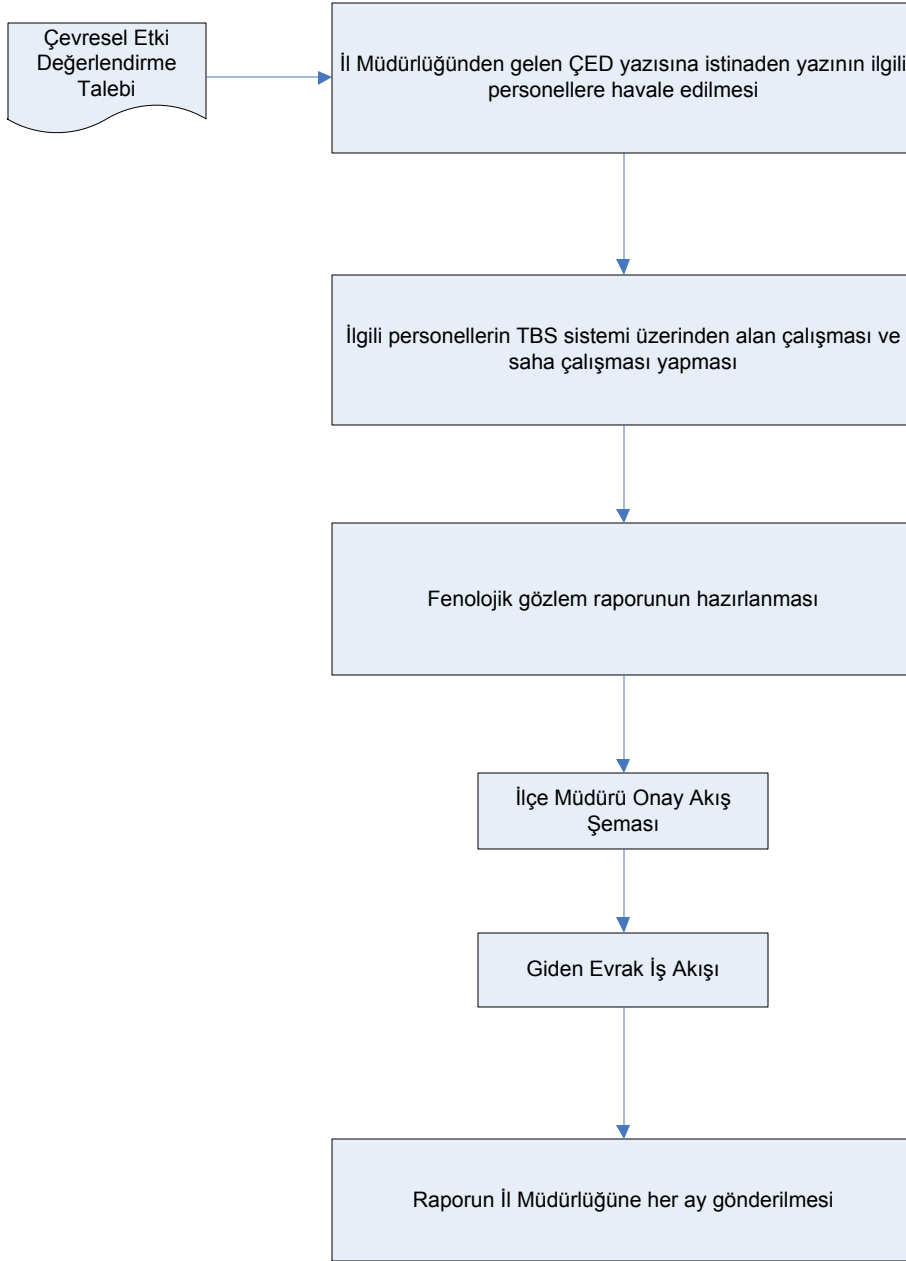 Çevresel Etki
Değerlendirme
Talebi
İl Müdürlüğünden gelen ÇED yazısına istinaden yazının ilgili
personellere havale edilmesi
İlgili personellerin TBS sistemi üzerinden alan çalışması ve
saha çalışması yapması
Fenolojik gözlem raporunun hazırlanması
İlçe Müdürü Onay Akış
Şeması
Giden Evrak İş Akışı
Raporun İl Müdürlüğüne her ay gönderilmesi